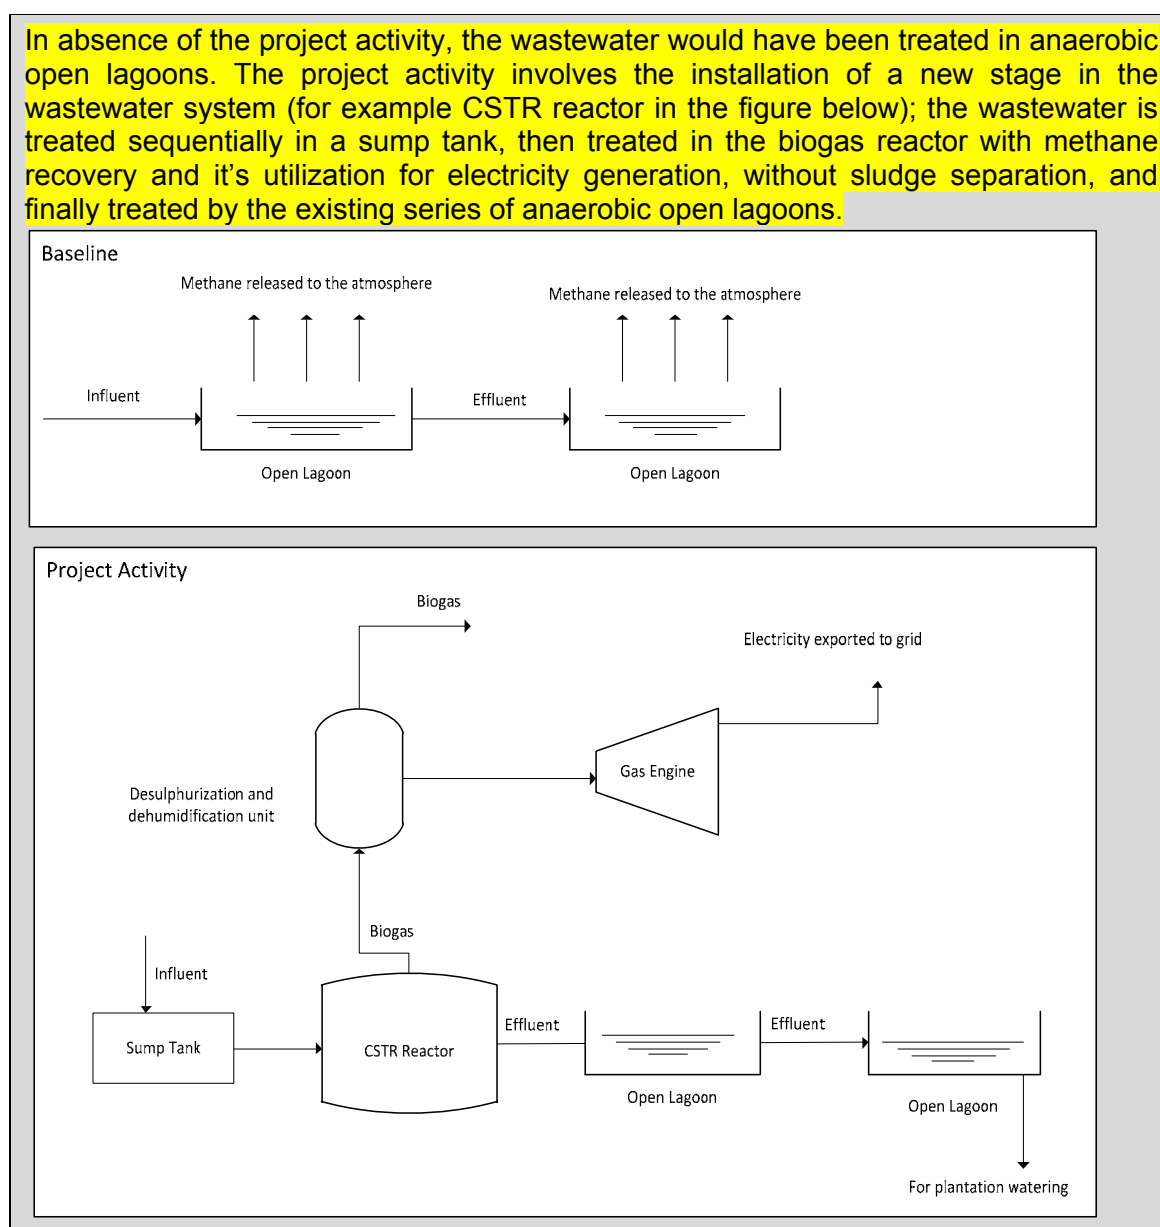 In absence of the project activity, the wastewater would have been treated in anaerobic
open lagoons. The project activity involves the installation of a new stage in the
wastewater system (for example CSTR reactor in the figure below); the wastewater is
treated sequentially in a sump tank, then treated in the biogas reactor with methane
recovery and it's utilization for electricity generation, without sludge separation, and
finally treated by the existing series of anaerobic open lagoons.
Baseline
Methane released to the atmosphere
Methane released to the atmosphere
Influent
Effluent
Open Lagoon
Open Lagoon
Project Activity
Biogas
Electricity exported to grid
Gas Engine
Desulphurization and
dehumidification unit
Biogas
Influent
Effluent
Effluent
Sump Tank
CSTR Reactor
Open Lagoon
Open Lagoon
For plantation watering